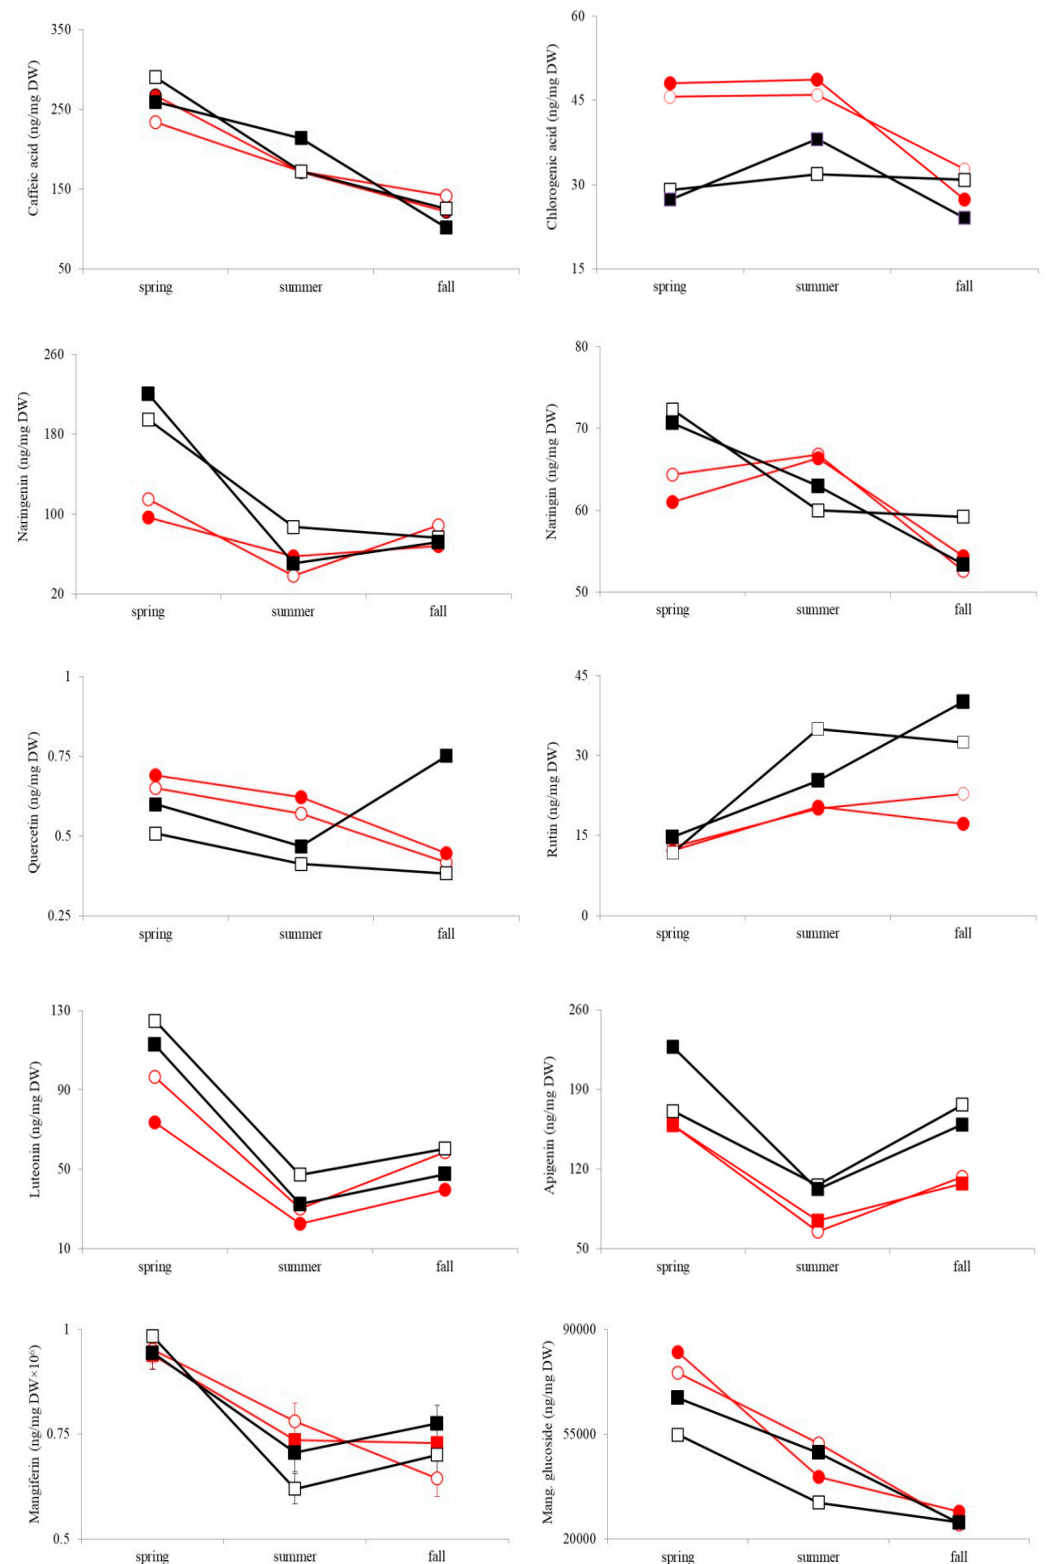 350
250
150
50
Caffeic acid (ng/mg DW)
spring summer fall
60
45
30
15
Chlorogenic acid (ng/mg DW)
spring summer fall
260
180
100
20
Naringenin (ng/mg DW)
spring summer fall
80
70
60
50
Naringin (ng/mg DW)
spring summer fall
1
0.75
0.5
0.25
Quercetin (ng/mg DW)
spring summer fall
45
30
15
0
Rutin (ng/mg DW)
spring summer fall
130
90
50
10
Luteonin (ng/mg DW)
spring summer fall
260
190
120
50
Apigenin (ng/mg DW)
spring summer fall
1
0.75
0.5
Mangiferin (ng/mg DW×10⁶)
spring summer fall
90000
55000
20000
Mang. glucoside (ng/mg DW)
spring summer fall